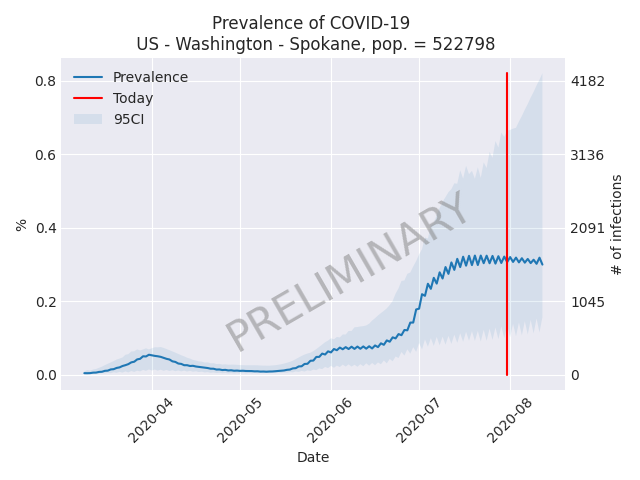 Prevalence of COVID-19
US - Washington - Spokane, pop. = 522798
Prevalence
Today
95CI
0.8
0.6
0.4
0.2
0.0
%
4182
3136
2091
1045
0
# of infections
PRELIMINARY
2020-04
2020-05
2020-06
2020-07
2020-08
Date